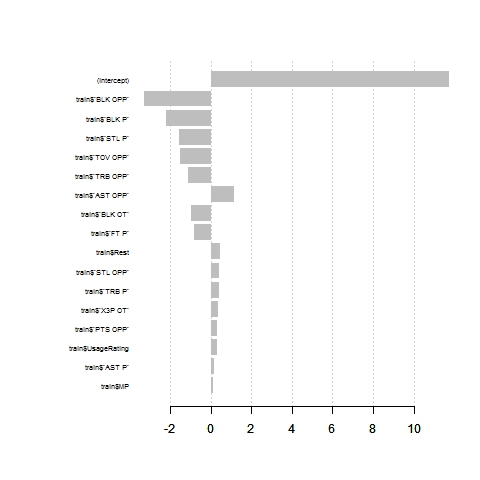 (Intercept)
train$`BLK OPP`
train$`BLK P`
train$`STL P`
train$`TOV OPP`
train$`TRB OPP`
train$`AST OPP`
train$`BLK OT`
train$`FT P`
train$Rest
train$`STL OPP`
train$`TRB P`
train$`X3P OT`
train$`PTS OPP`
train$UsageRating
train$`AST P`
train$MP
-2 0 2 4 6 8 10